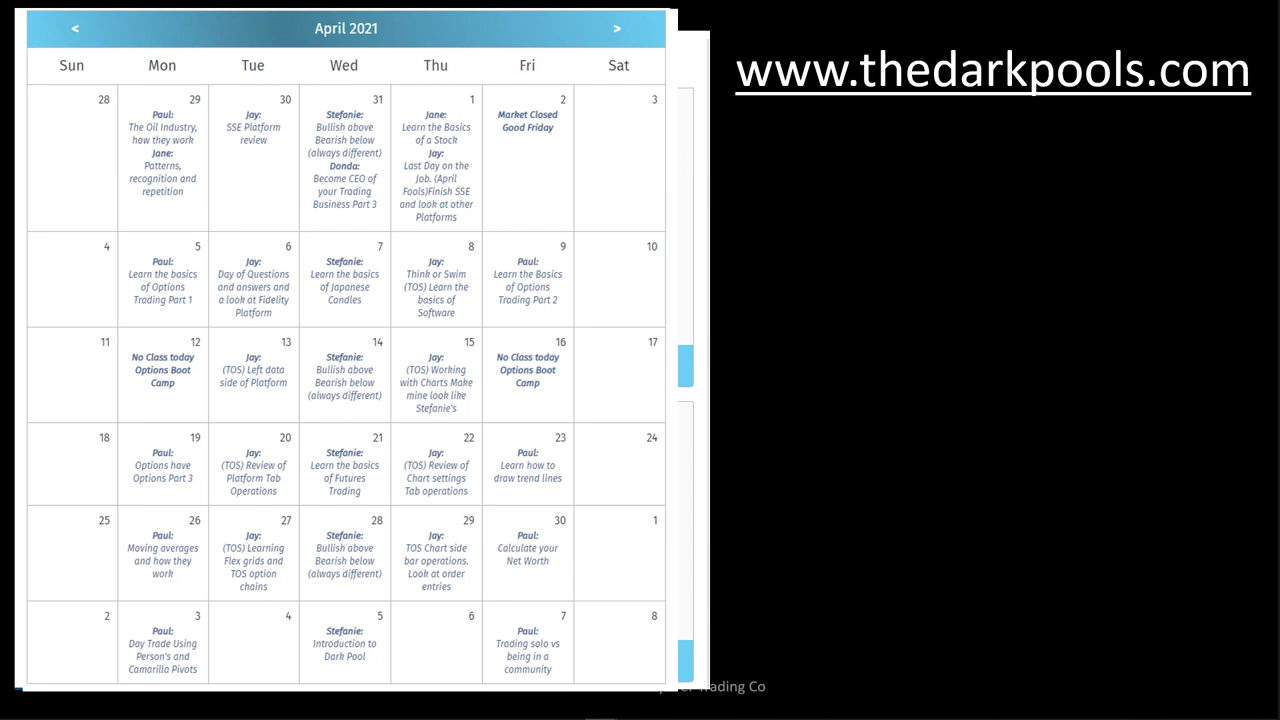 < April 2021 >
www.thedarkpools.com
Sun Mon Tue Wed Thu Fri Sat
28 29 30 31 1 2 3
Paul:
The Oil Industry,
how they work
Jane:
Patterns,
recognition and
repetition
Jay:
SSE Platform
review
Stefanie:
Bullish above
Bearish below
(always different)
Donda:
Become CEO of
your Trading
Business Part 3
Jane:
Learn the Basics
of a Stock
Jay:
Last Day on the
Job. (April
Fools)Finish SSE
and look at other
Platforms
Market Closed
Good Friday
4 5 6 7 8 9 10
Paul:
Learn the basics
of Options
Trading Part 1
Jay:
Day of Questions
and answers and
a look at Fidelity
Platform
Stefanie:
Learn the basics
of Japanese
Candles
Jay:
Think or Swim
(TOS) Learn the
basics of
Software
Paul:
Learn the Basics
of Options
Trading Part 2
11 12 13 14 15 16 17
No Class today
Options Boot
Camp
Jay:
(TOS) Left data
side of Platform
Stefanie:
Bullish above
Bearish below
(always different)
Jay:
(TOS) Working
with Charts Make
mine look like
Stefanie's
No Class today
Options Boot
Camp
18 19 20 21 22 23 24
Paul:
Options have
Options Part 3
Jay:
(TOS) Review of
Platform Tab
Operations
Stefanie:
Learn the basics
of Futures
Trading
Jay:
(TOS) Review of
Chart settings
Tab operations
Paul:
Learn how to
draw trend lines
25 26 27 28 29 30 1
Paul:
Moving averages
and how they
work
Jay:
(TOS) Learning
Flex grids and
TOS option
chains
Stefanie:
Bullish above
Bearish below
(always different)
Jay:
TOS Chart side
bar operations.
Look at order
entries
Paul:
Calculate your
Net Worth
2 3 4 5 6 7 8
Paul:
Day Trade Using
Person's and
Camarilla Pivots
Stefanie:
Introduction to
Dark Pool
Paul:
Trading solo vs
being in a
community
Trading Co